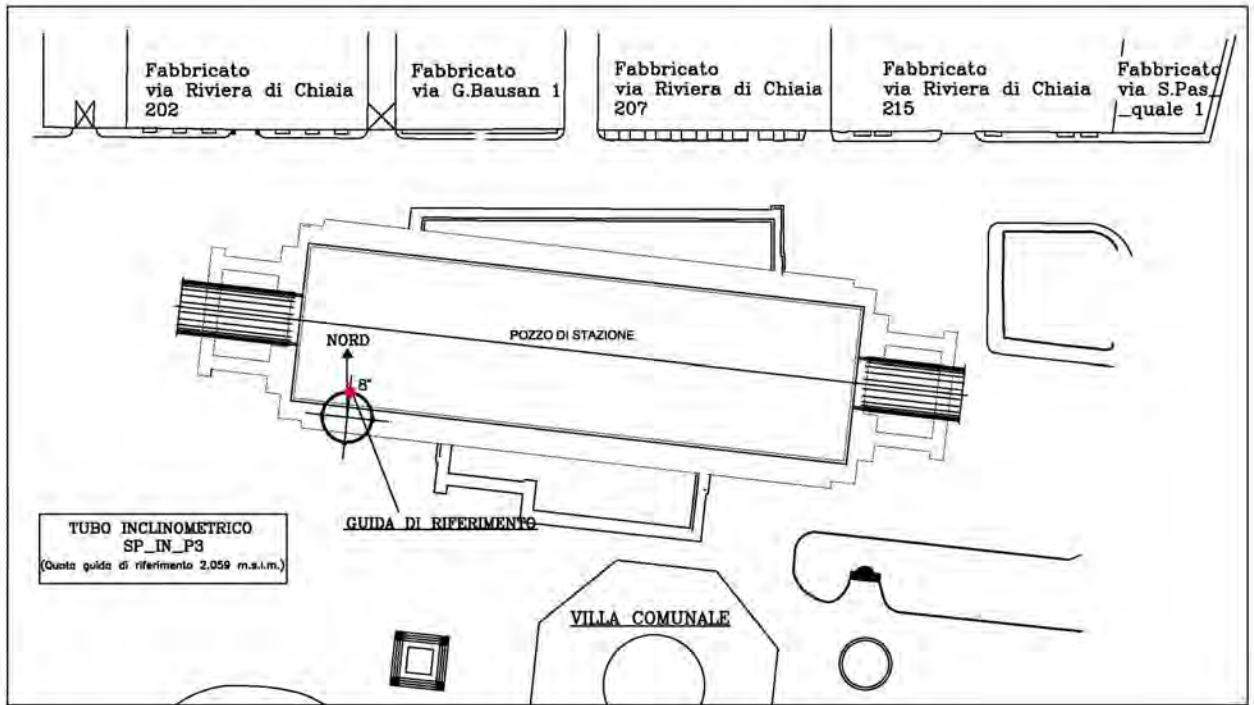 Fabbricato
via Riviera di Chiaia
202
Fabbricato
via G.Bausan 1
Fabbricato
via Riviera di Chiaia
207
Fabbricato
via Riviera di Chiaia
215
Fabbricato
via S.Pas_
_quale 1
POZZO DI STAZIONE
NORD
8°
GUIDA DI RIFERIMENTO
TUBO INCLINOMETRICO
SP_IN_P3
(Quota guida di riferimento 2,059 m.s.l.m.)
VILLA COMUNALE